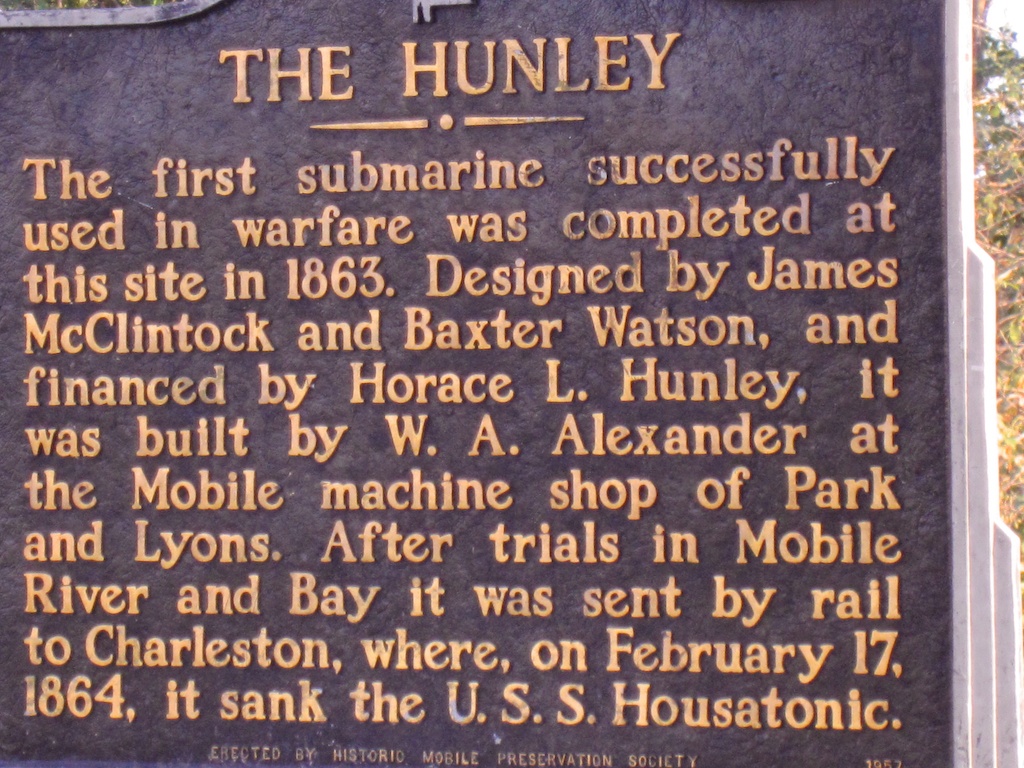 THE HUNLEY
The first submarine successfully
used in warfare was completed at
this site in 1863. Designed by James
McClintock and Baxter Watson, and
financed by Horace L. Hunley, it
was built by W. A. Alexander at
the Mobile machine shop of Park
and Lyons. After trials in Mobile
River and Bay it was sent by rail
to Charleston, where, on February 17,
1864, it sank the U. S. S. Housatonic.
ERECTED BY HISTORIC MOBILE PRESERVATION SOCIETY 1957